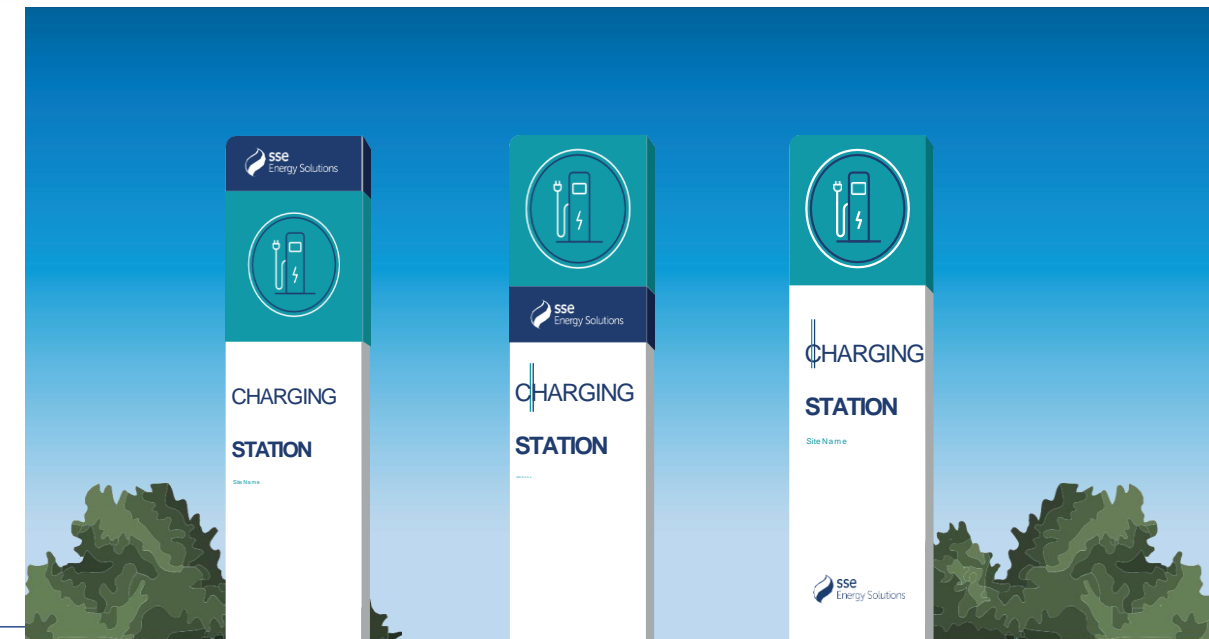 sse
Energy Solutions
CHARGING
STATION
Site Name
sse
Energy Solutions
CHARGING
STATION
CHARGING
STATION
Site Name
sse
Energy Solutions